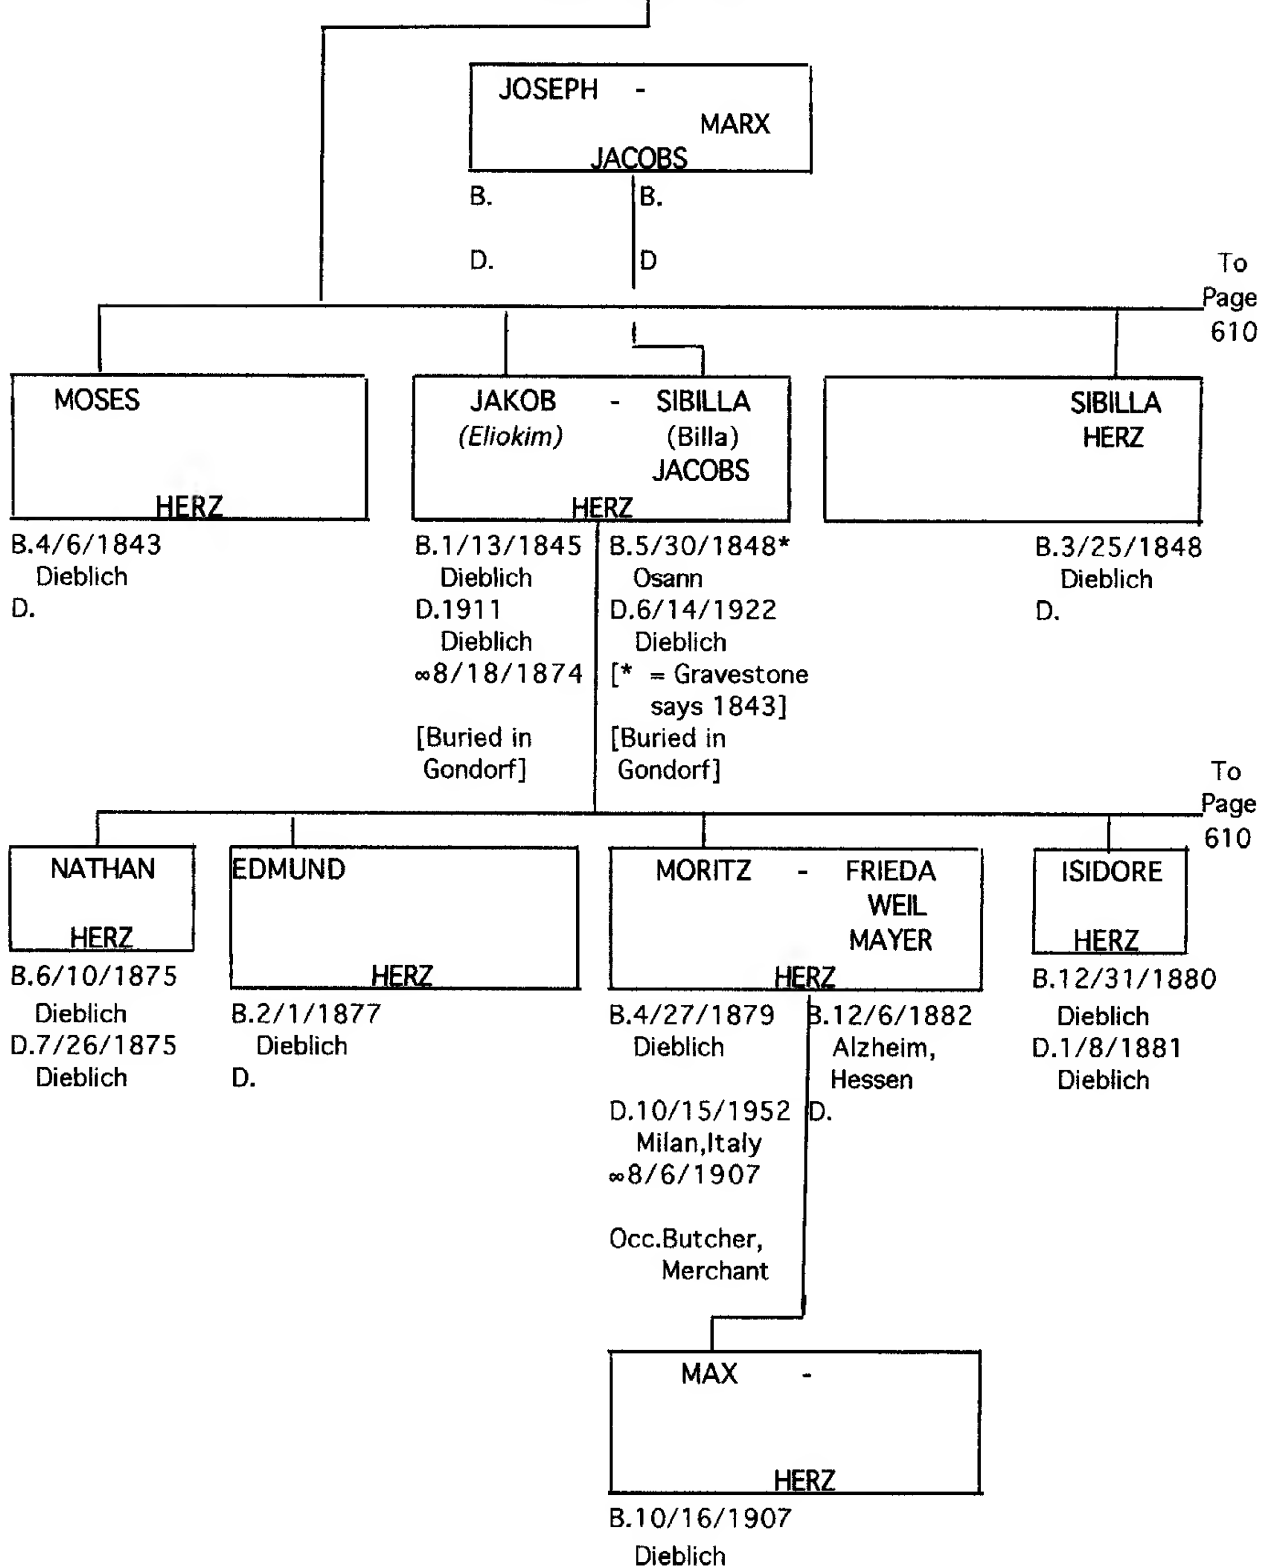 JOSEPH -
MARX
JACOBS
B. B.
D. D
To
Page
610
MOSES
HERZ
B.4/6/1843
Dieblich
D.
JAKOB - SIBILLA
(Eliokim) (Billa)
JACOBS
HERZ
B.1/13/1845
Dieblich
D.1911
Dieblich
∞8/18/1874
[Buried in
Gondorf]
B.5/30/1848*
Osann
D.6/14/1922
Dieblich
[* = Gravestone
says 1843]
[Buried in
Gondorf]
SIBILLA
HERZ
B.3/25/1848
Dieblich
D.
To
Page
610
NATHAN
HERZ
B.6/10/1875
Dieblich
D.7/26/1875
Dieblich
EDMUND
HERZ
B.2/1/1877
Dieblich
D.
MORITZ - FRIEDA
WEIL
MAYER
HERZ
B.4/27/1879
Dieblich
D.10/15/1952
Milan,Italy
∞8/6/1907
Occ.Butcher,
Merchant
B.12/6/1882
Alzheim,
Hessen
D.
ISIDORE
HERZ
B.12/31/1880
Dieblich
D.1/8/1881
Dieblich
MAX -
HERZ
B.10/16/1907
Dieblich